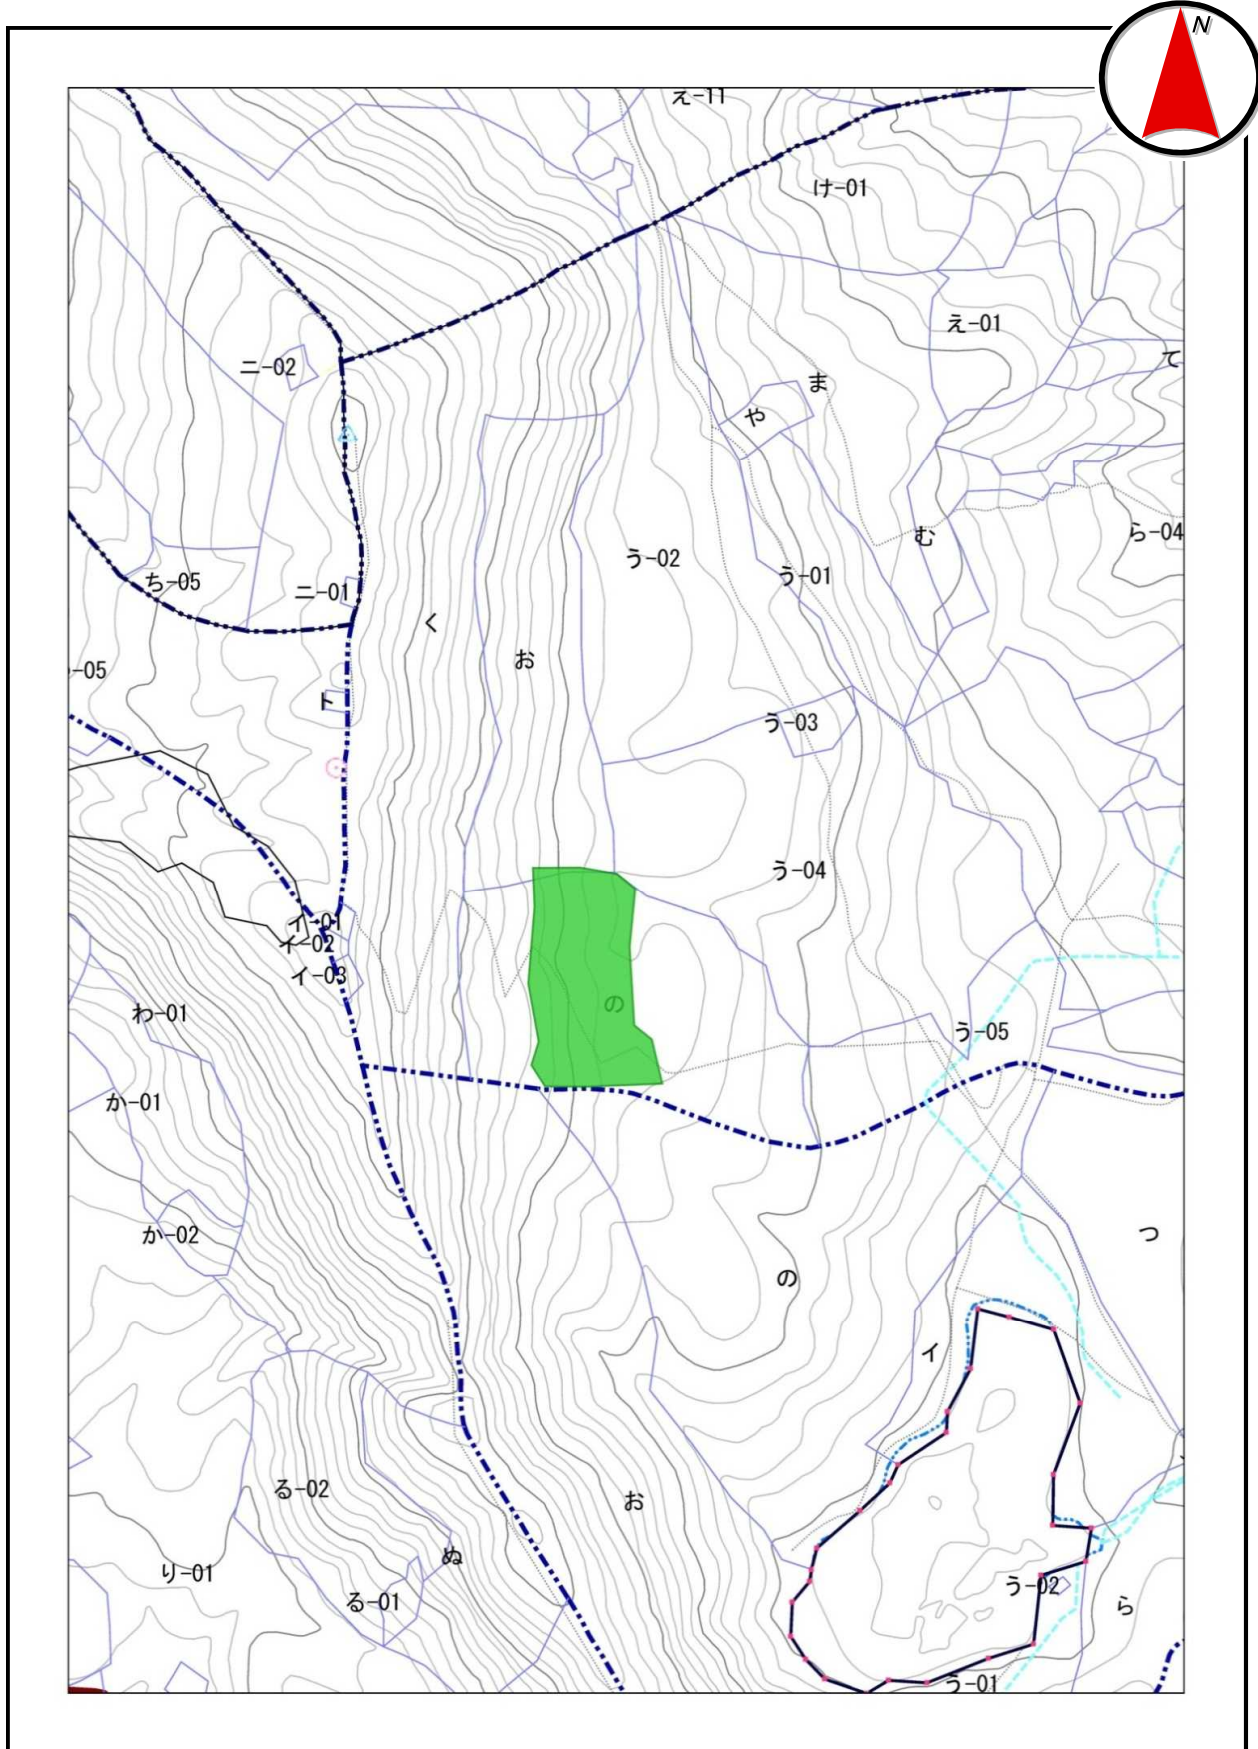 N
え-11
け-01
え-01
て
ニ-02
ま
や
う-02
む
ら-04
う-01
ち-05
ニ-01
く
お
-05
ト
う-03
う-04
イ-01
イ-02
イ-03
の
わ-01
う-05
か-01
か-02
つ
の
イ
る-02
お
ぬ
り-01
う-02
る-01
ら
う-01